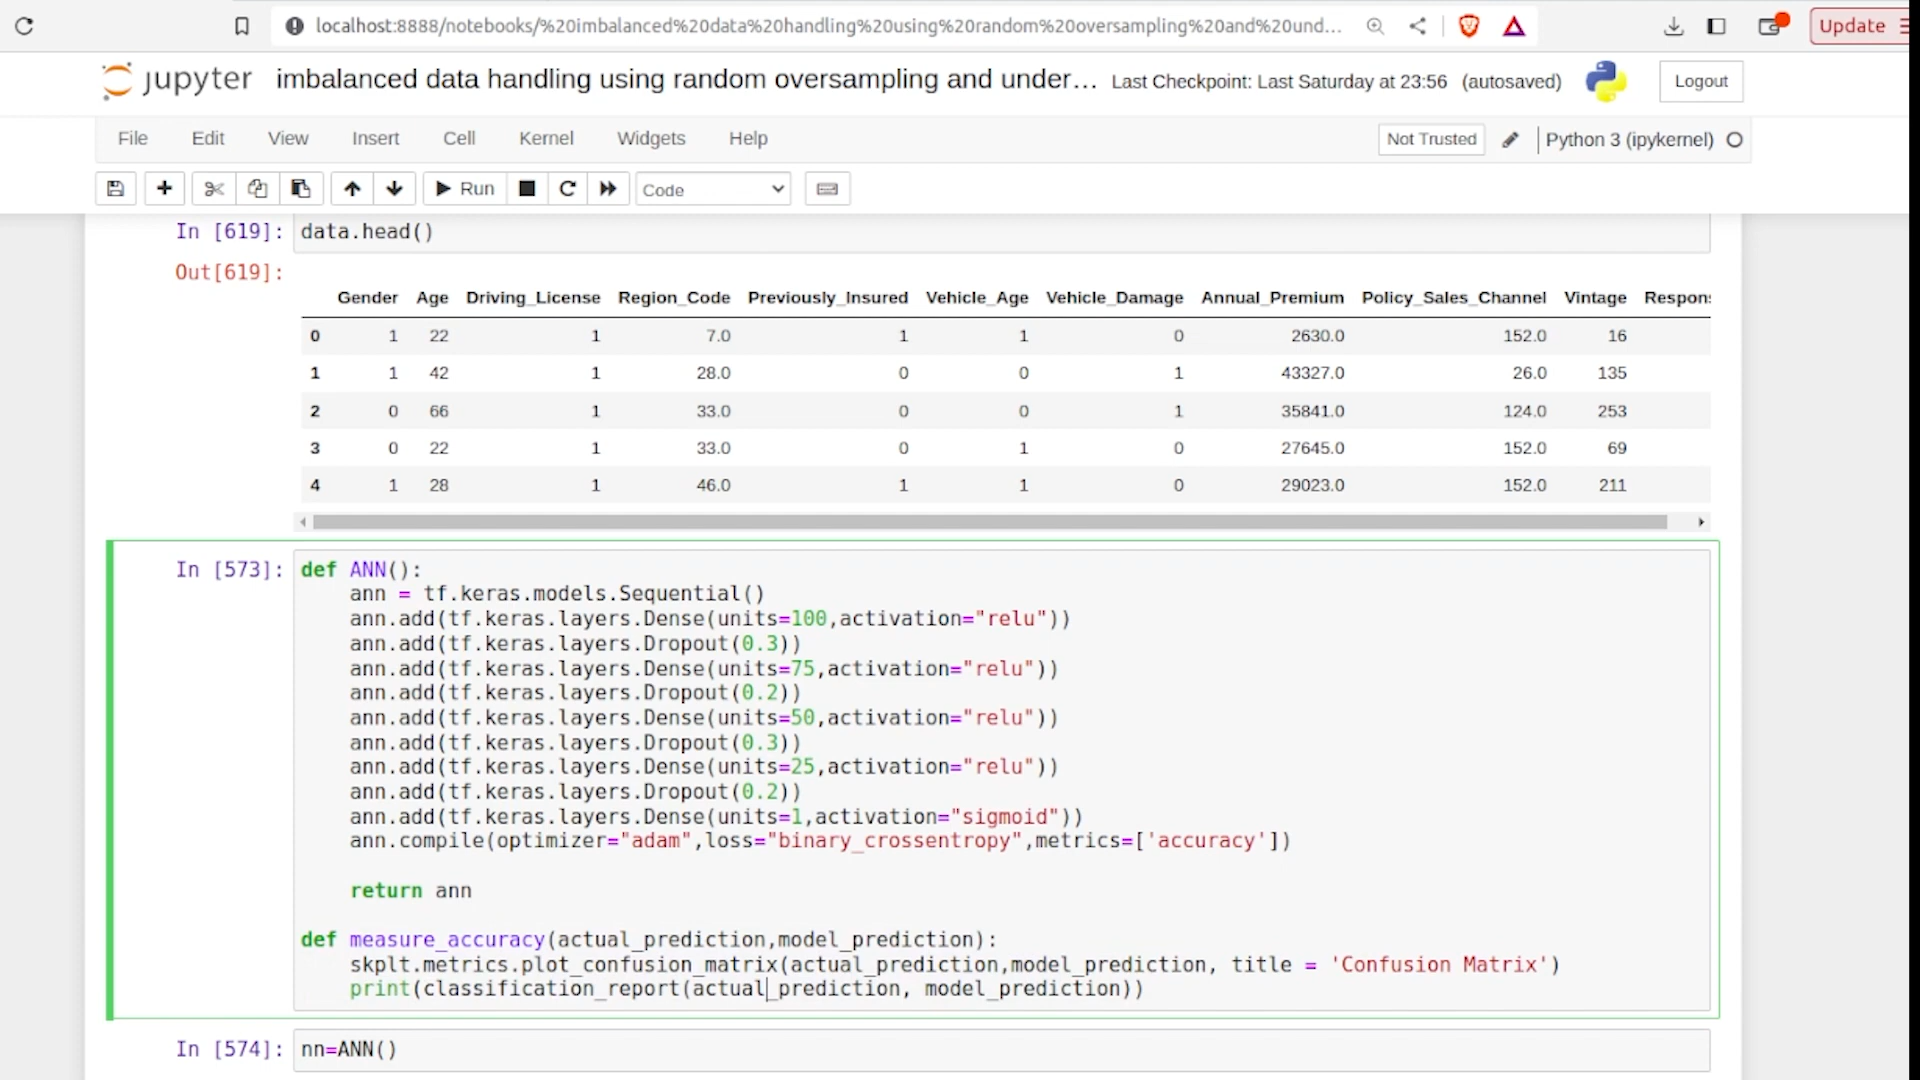 localhost:8888/notebooks/%20imbalanced%20data%20handling%20using%20random%20oversampling%20and%20und...
Update
jupyter imbalanced data handling using random oversampling and under... Last Checkpoint: Last Saturday at 23:56 (autosaved) Logout
File Edit View Insert Cell Kernel Widgets Help Not Trusted Python 3 (ipykernel)
Run Code
In [619]: data.head()
Out[619]:
Gender Age Driving_License Region_Code Previously_Insured Vehicle_Age Vehicle_Damage Annual_Premium Policy_Sales_Channel Vintage Respon
0 1 22 1 7.0 1 1 0 2630.0 152.0 16
1 1 42 1 28.0 0 0 1 43327.0 26.0 135
2 0 66 1 33.0 0 0 1 35841.0 124.0 253
3 0 22 1 33.0 0 1 0 27645.0 152.0 69
4 1 28 1 46.0 1 1 0 29023.0 152.0 211
In [573]: def ANN():
ann = tf.keras.models.Sequential()
ann.add(tf.keras.layers.Dense(units=100,activation="relu"))
ann.add(tf.keras.layers.Dropout(0.3))
ann.add(tf.keras.layers.Dense(units=75,activation="relu"))
ann.add(tf.keras.layers.Dropout(0.2))
ann.add(tf.keras.layers.Dense(units=50,activation="relu"))
ann.add(tf.keras.layers.Dropout(0.3))
ann.add(tf.keras.layers.Dense(units=25,activation="relu"))
ann.add(tf.keras.layers.Dropout(0.2))
ann.add(tf.keras.layers.Dense(units=1,activation="sigmoid"))
ann.compile(optimizer="adam",loss="binary_crossentropy",metrics=['accuracy'])
return ann
def measure_accuracy(actual_prediction,model_prediction):
skplt.metrics.plot_confusion_matrix(actual_prediction,model_prediction, title = 'Confusion Matrix')
print(classification_report(actual_prediction, model_prediction))
In [574]: nn=ANN()